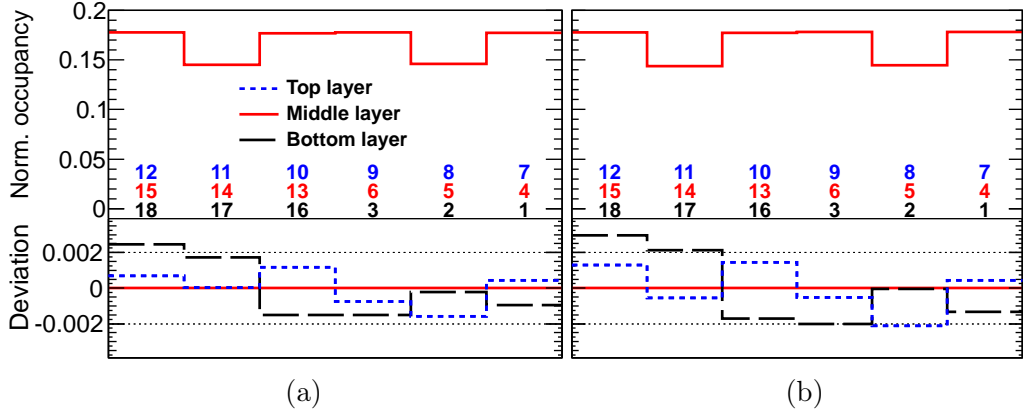 Norm. occupancy
0.2
0.15
0.1
0.05
0
Top layer
Middle layer
Bottom layer
12 11 10 9 8 7
15 14 13 6 5 4
18 17 16 3 2 1
12 11 10 9 8 7
15 14 13 6 5 4
18 17 16 3 2 1
Deviation
0.002
0
-0.002
(a)
(b)